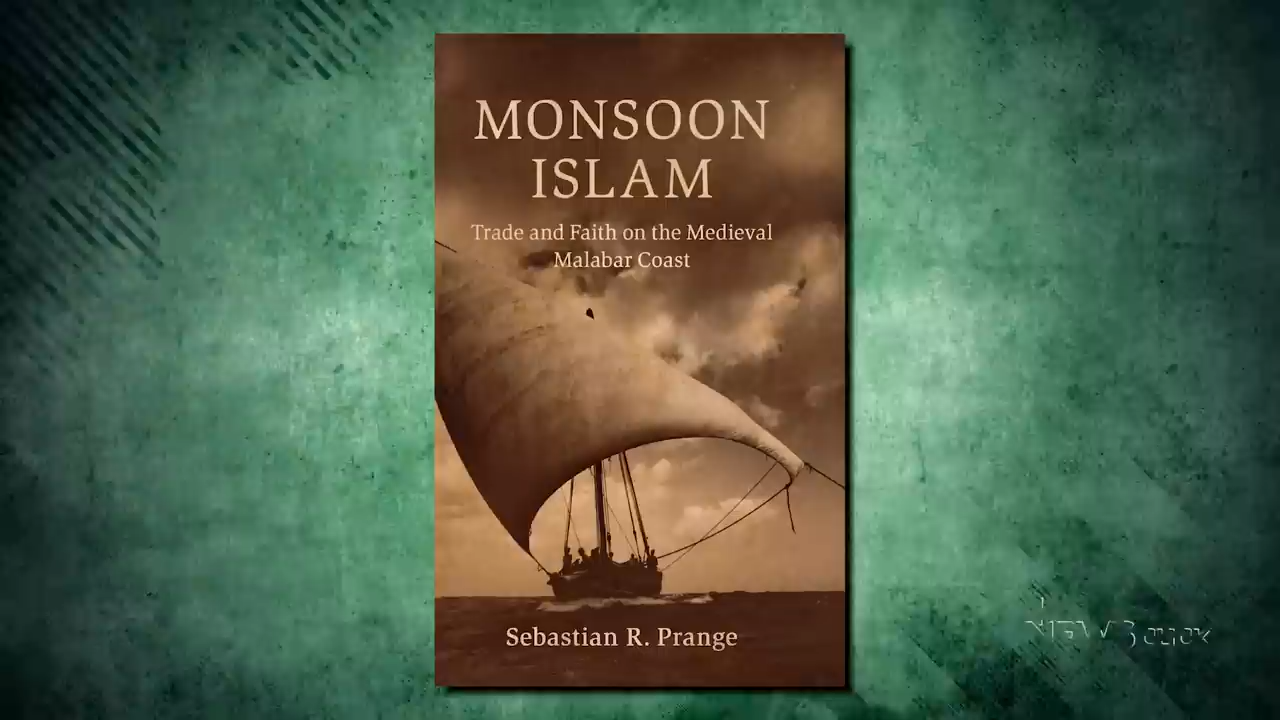 MONSOON
ISLAM
Trade and Faith on the Medieval
Malabar Coast
Sebastian R. Prange